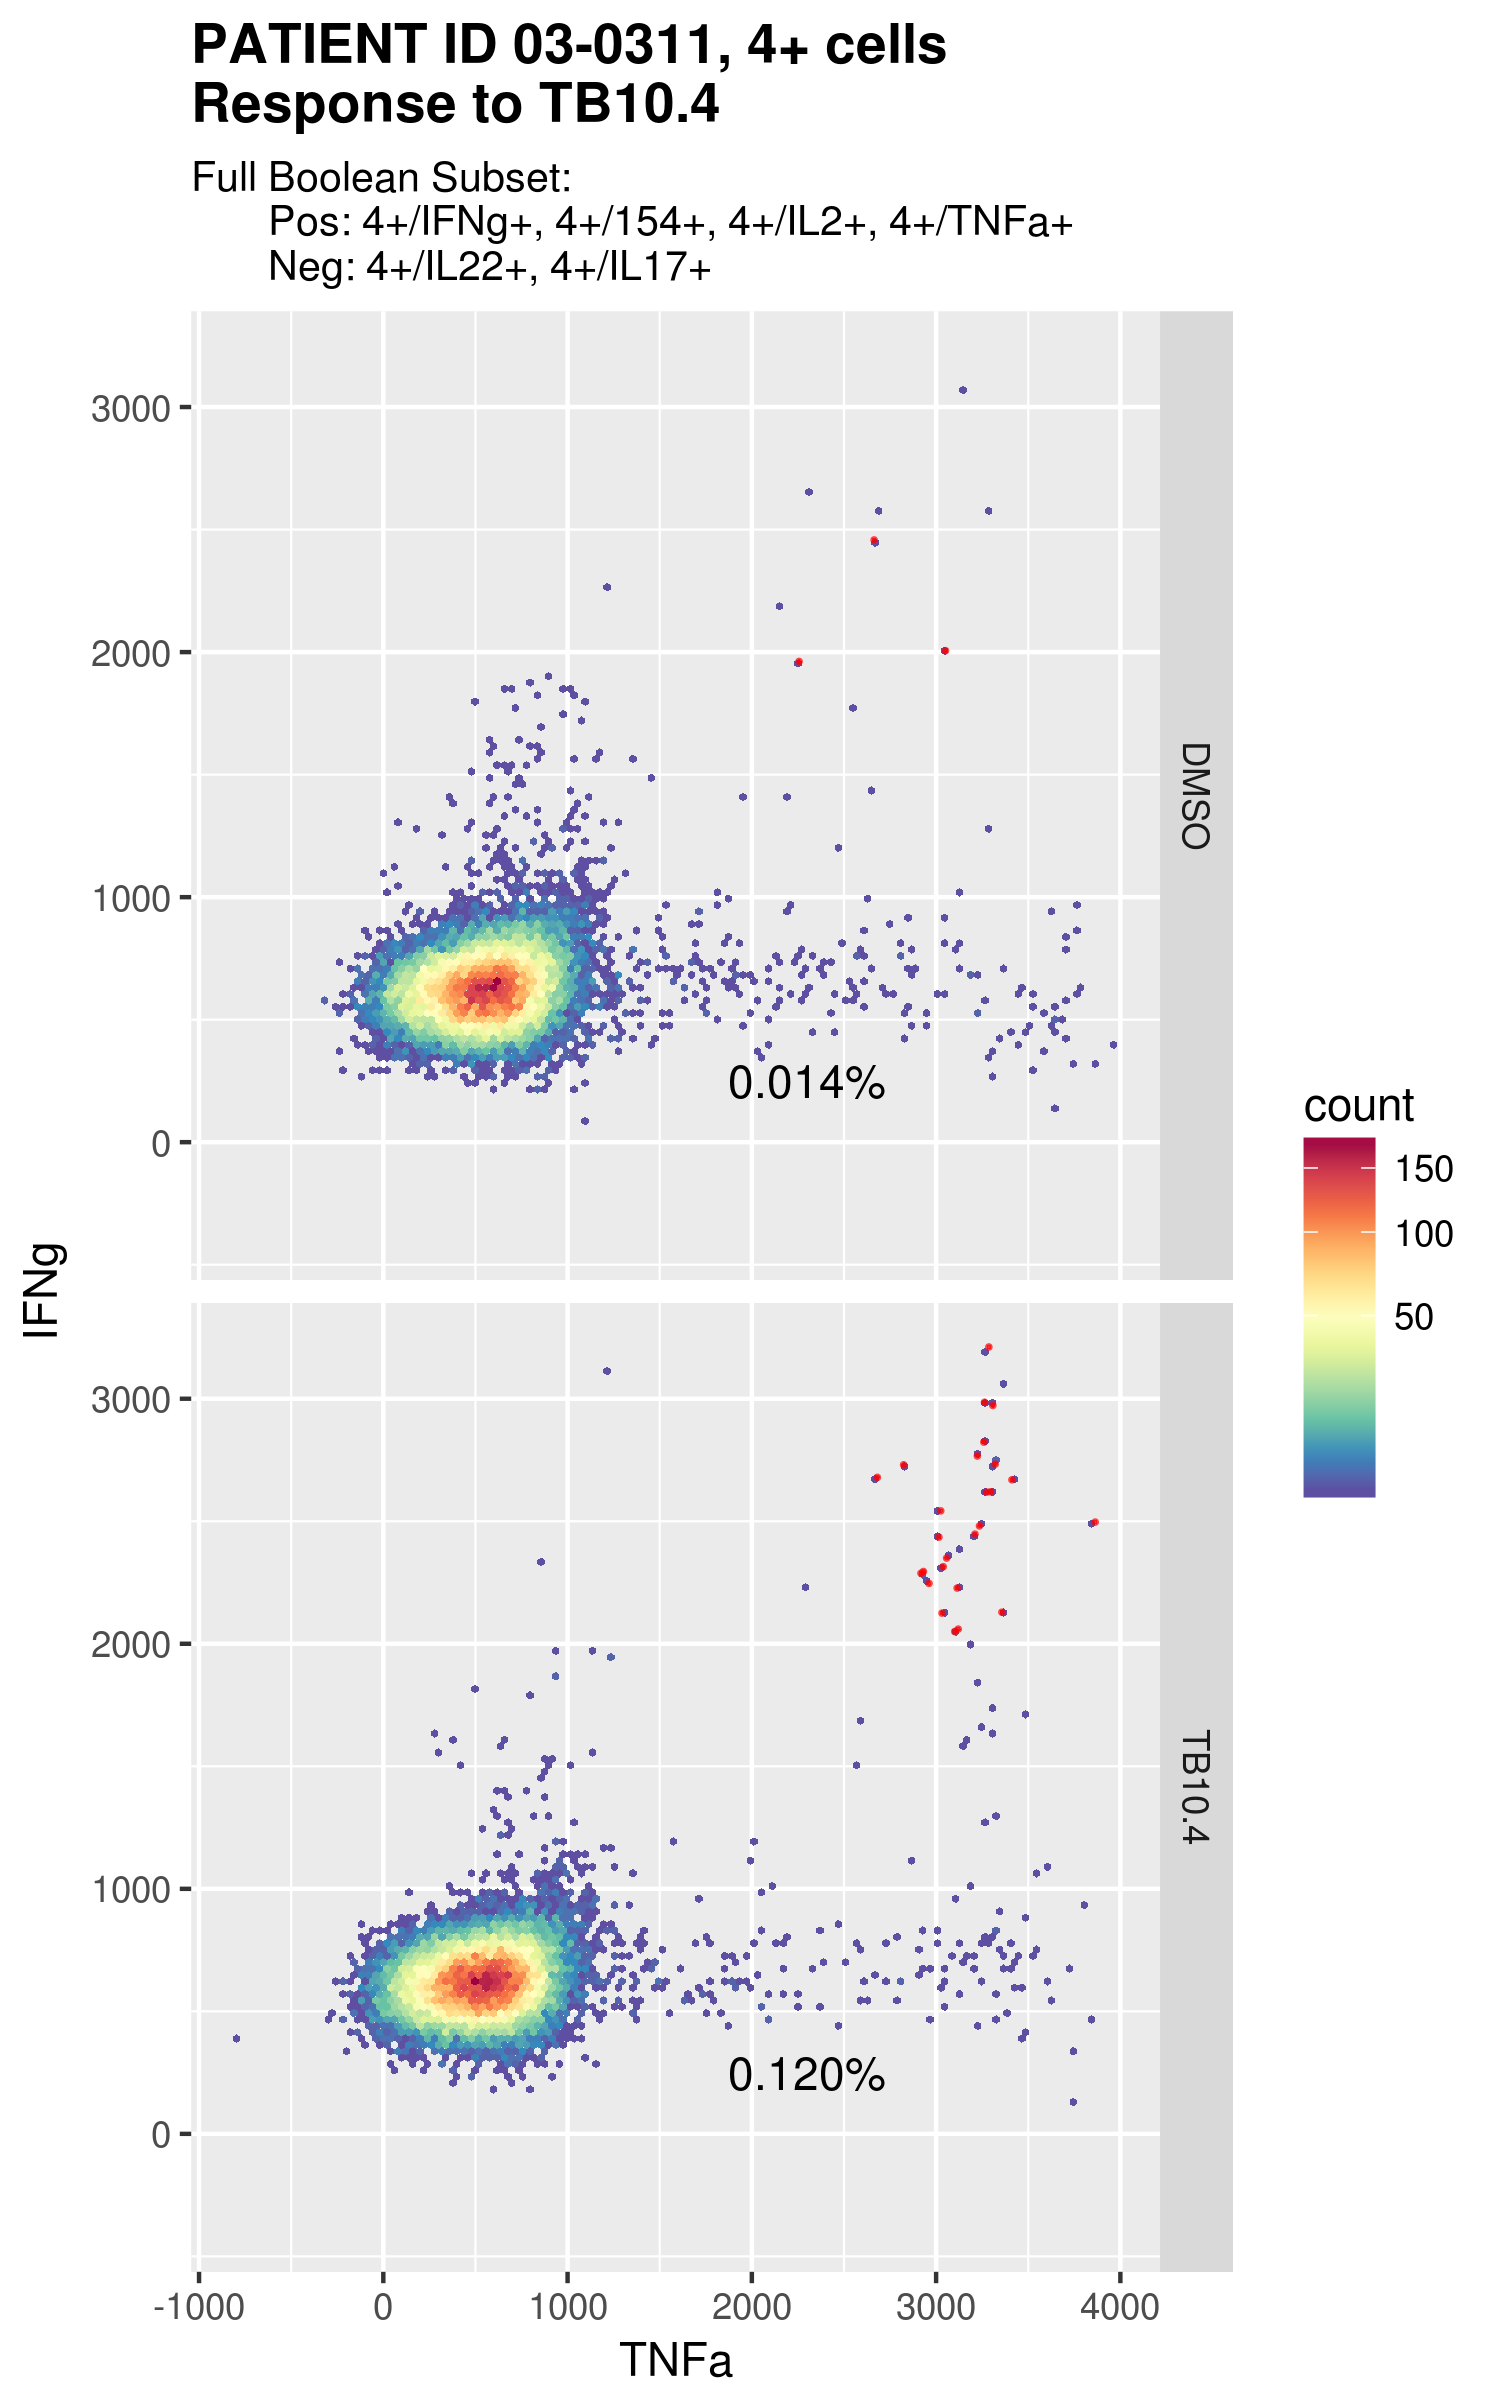 PATIENT ID 03-0311, 4+ cells
Response to TB10.4
Full Boolean Subset:
Pos: 4+/IFNg+, 4+/154+, 4+/IL2+, 4+/TNFa+
Neg: 4+/IL22+, 4+/IL17+
3000
2000
1000
0
0.014%
DMSO
IFNg
3000
2000
1000
0
0.120%
TB10.4
-1000
0
1000
2000
3000
4000
TNFa
count
150
100
50